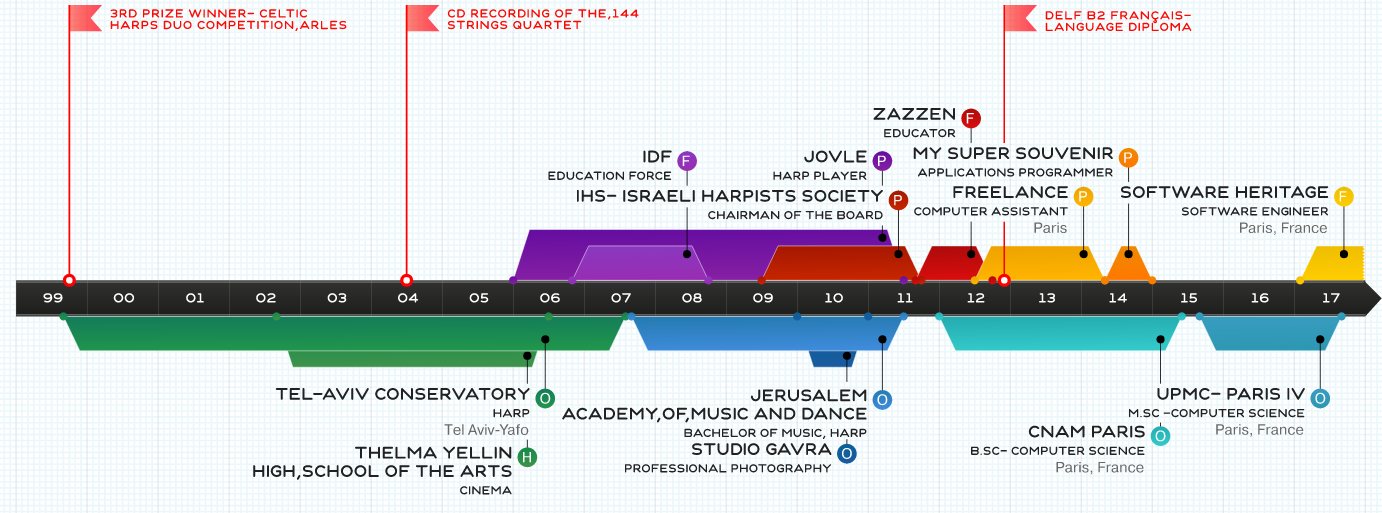 3RD PRIZE WINNER- CELTIC
HARPS DUO COMPETITION,ARLES
CD RECORDING OF THE,144
STRINGS QUARTET
DELF B2 FRANÇAIS-
LANGUAGE DIPLOMA
ZAZZEN F
EDUCATOR
IDF F
EDUCATION FORCE
JOVLE P
HARP PLAYER
MY SUPER SOUVENIR P
APPLICATIONS PROGRAMMER
IHS- ISRAELI HARPISTS SOCIETY P
CHAIRMAN OF THE BOARD
FREELANCE P
COMPUTER ASSISTANT
Paris
SOFTWARE HERITAGE F
SOFTWARE ENGINEER
Paris, France
99 00 01 02 03 04 05 06 07 08 09 10 11 12 13 14 15 16 17
TEL-AVIV CONSERVATORY O
HARP
Tel Aviv-Yafo
THELMA YELLIN H
HIGH,SCHOOL OF THE ARTS
CINEMA
JERUSALEM O
ACADEMY,OF,MUSIC AND DANCE
BACHELOR OF MUSIC, HARP
STUDIO GAVRA O
PROFESSIONAL PHOTOGRAPHY
UPMC- PARIS IV O
M.SC -COMPUTER SCIENCE
Paris, France
CNAM PARIS O
B.SC- COMPUTER SCIENCE
Paris, France